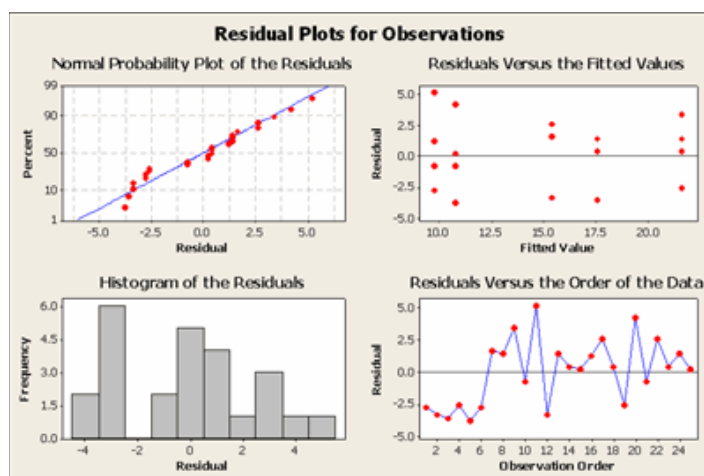 Residual Plots for Observations
Normal Probability Plot of the Residuals
99
90
50
10
1
Percent
-5.0 -2.5 0.0 2.5 5.0
Residual
Residuals Versus the Fitted Values
5.0
2.5
0.0
-2.5
-5.0
Residual
10.0 12.5 15.0 17.5 20.0
Fitted Value
Histogram of the Residuals
6.0
4.5
3.0
1.5
0.0
Frequency
-4 -2 0 2 4
Residual
Residuals Versus the Order of the Data
5.0
2.5
0.0
-2.5
-5.0
Residual
2 4 6 8 10 12 14 16 18 20 22 24
Observation Order